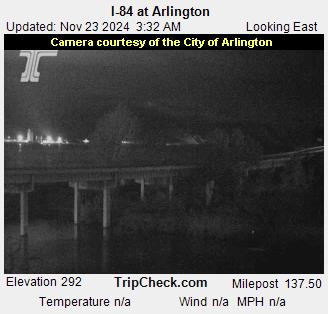 I-84 at Arlington
Updated: Nov 23 2024 3:32 AM Looking East
Camera courtesy of the City of Arlington
Elevation 292 TripCheck.com Milepost 137.50
Temperature n/a Wind n/a MPH n/a